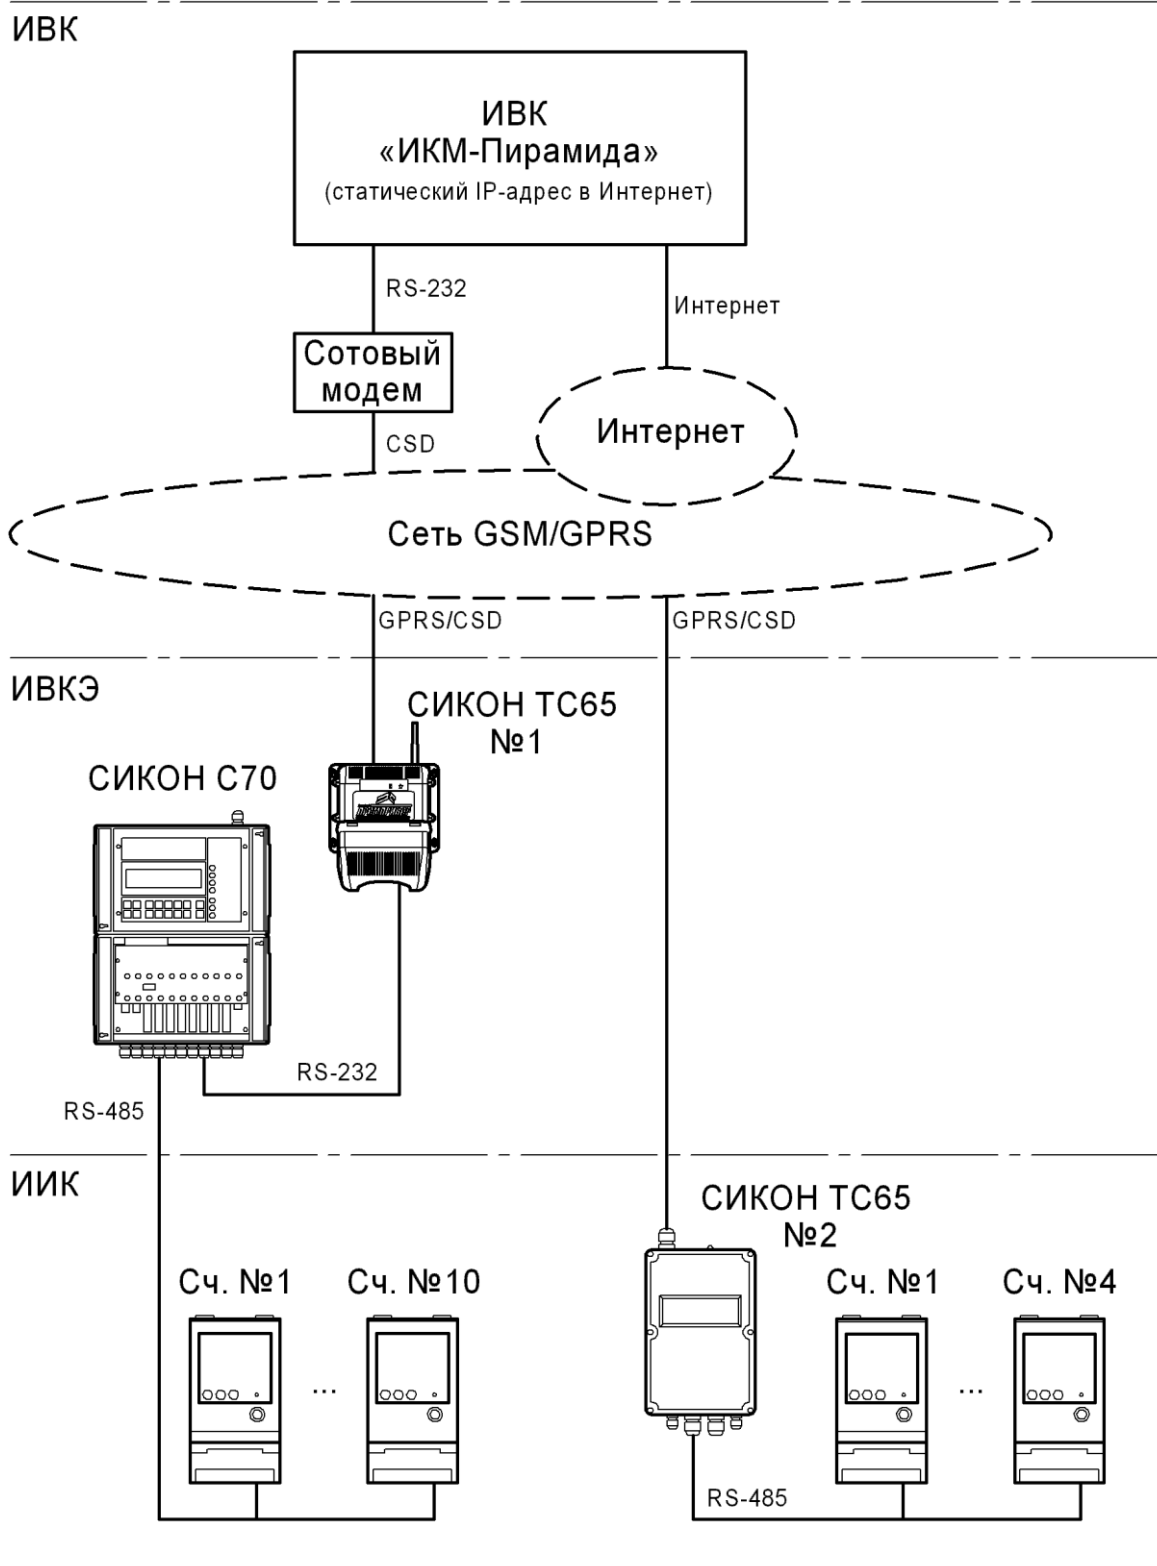 ИВК
ИВК
«ИКМ-Пирамида»
(статический IP-адрес в Интернет)
RS-232
Интернет
Сотовый
модем
Интернет
CSD
Сеть GSM/GPRS
GPRS/CSD
GPRS/CSD
ИВКЭ
СИКОН ТС65
№1
СИКОН С70
RS-232
RS-485
ИИК
СИКОН ТС65
№2
Сч. №1
Сч. №10
Сч. №1
Сч. №4
...
...
RS-485